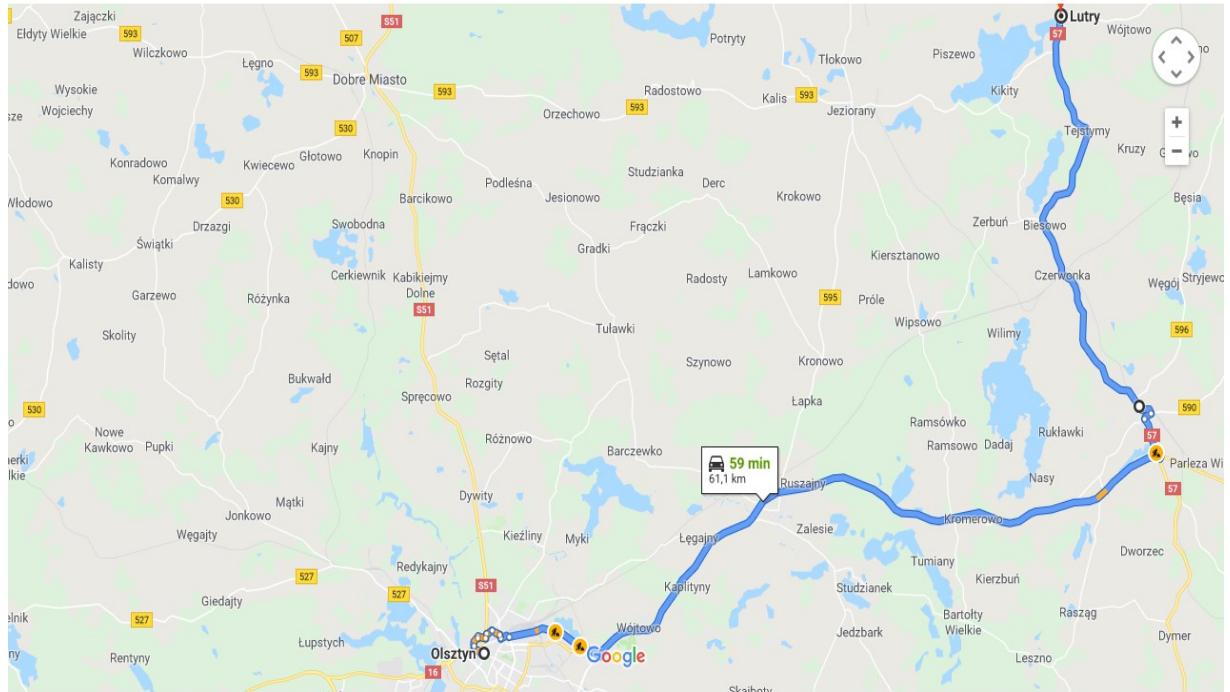 Zajączki
Ełdyty Wielkie
593
Wilczkowo
S51
507
Łęgno
593
Dobre Miasto
593
Wysokie
Wojciechy
530
Orzechowo
593
Radostowo
Kalis
593
Potryty
Tłokowo
Jeziorany
Piszewo
Lutry
57
Wójtowo
Kikity
Tejstymy
Kruzy
Konradowo
Komalwy
Kwiecewo
Głotowo
Knopin
Podleśna
Studzianka
Derc
Włodowo
530
Barcikowo
Jesionowo
Krokowo
Bęsia
Drzazgi
Swobodna
Frączki
Zerbuń
Biesowo
Świątki
Gradki
Kiersztanowo
Kalisty
Cerkiewnik
Kabikiejmy
Dolne
Radosty
Lamkowo
Czerwonka
Węgój
Stryjewo
Garzewo
Różynka
S51
595
Próle
Skolity
Tuławki
Wipsowo
Wilimy
596
Sętal
Szynowo
Kronowo
Bukwałd
Rozgity
Spręcowo
Łapka
530
590
Nowe
Kawkowo
Pupki
Kajny
Różnowo
Barczewko
Ramsówko
Ramsowo
Dadaj
Rukławki
57
59 min
61,1 km
Parleza Wi
Ruszajny
Nasy
57
Mątki
Dywity
Jonkowo
Kromerowo
Węgajty
Kieźliny
Myki
Łęgajny
Zalesie
Dworzec
Redykajny
Tumiany
527
S51
Kaplityny
Studzianek
Kierzbuń
Giedajty
527
527
Bartołty
Wielkie
Rasząg
Łupstych
Wójtowo
Jedzbark
Dymer
Rentyny
Olsztyn
Google
Leszno
16
Skajboty